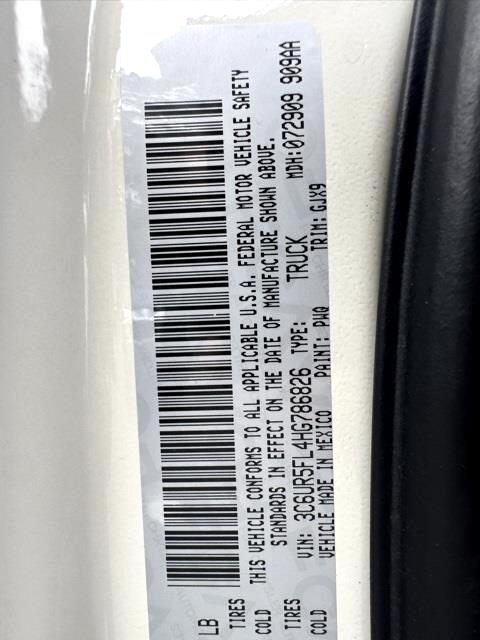 LB
TIRES
COLD
THIS VEHICLE CONFORMS TO ALL APPLICABLE U.S.A. FEDERAL MOTOR VEHICLE SAFETY
STANDARDS IN EFFECT ON THE DATE OF MANUFACTURE SHOWN ABOVE.
TIRES
COLD
VIN: 3C6UR5FL4HG786826 TYPE: TRUCK MDH:072909 909AA
VEHICLE MADE IN MEXICO PAINT: PW0 TRIM: GJX9